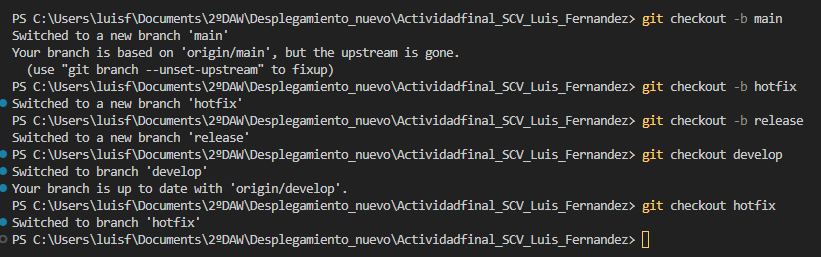 PS C:\Users\luisf\Documents\2ºDAW\Desplegamiento_nuevo\Actividadfinal_SCV_Luis_Fernandez> git checkout -b main
Switched to a new branch 'main'
Your branch is based on 'origin/main', but the upstream is gone.
  (use "git branch --unset-upstream" to fixup)
PS C:\Users\luisf\Documents\2ºDAW\Desplegamiento_nuevo\Actividadfinal_SCV_Luis_Fernandez> git checkout -b hotfix
Switched to a new branch 'hotfix'
PS C:\Users\luisf\Documents\2ºDAW\Desplegamiento_nuevo\Actividadfinal_SCV_Luis_Fernandez> git checkout -b release
Switched to a new branch 'release'
PS C:\Users\luisf\Documents\2ºDAW\Desplegamiento_nuevo\Actividadfinal_SCV_Luis_Fernandez> git checkout develop
Switched to branch 'develop'
Your branch is up to date with 'origin/develop'.
PS C:\Users\luisf\Documents\2ºDAW\Desplegamiento_nuevo\Actividadfinal_SCV_Luis_Fernandez> git checkout hotfix
Switched to branch 'hotfix'
PS C:\Users\luisf\Documents\2ºDAW\Desplegamiento_nuevo\Actividadfinal_SCV_Luis_Fernandez>